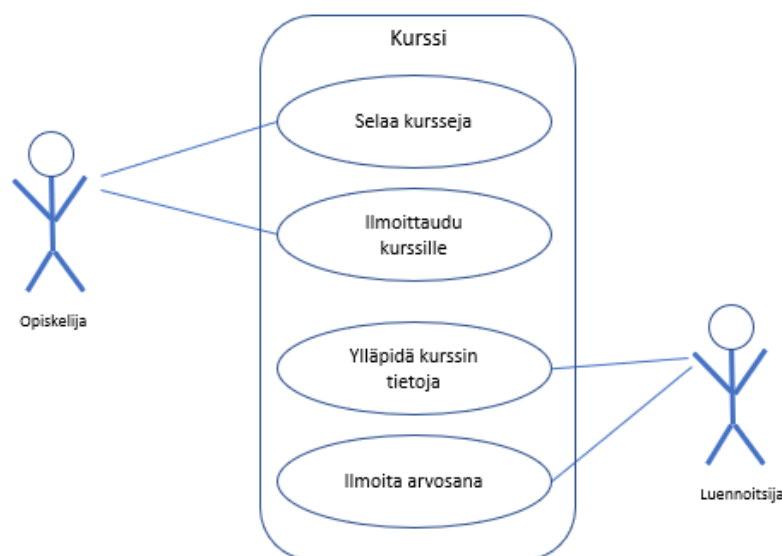 Kurssi
Selaa kursseja
Ilmoittaudu
kurssille
Opiskelija
Ylläpidä kurssin
tietoja
Ilmoita arvosana
Luennoitsija